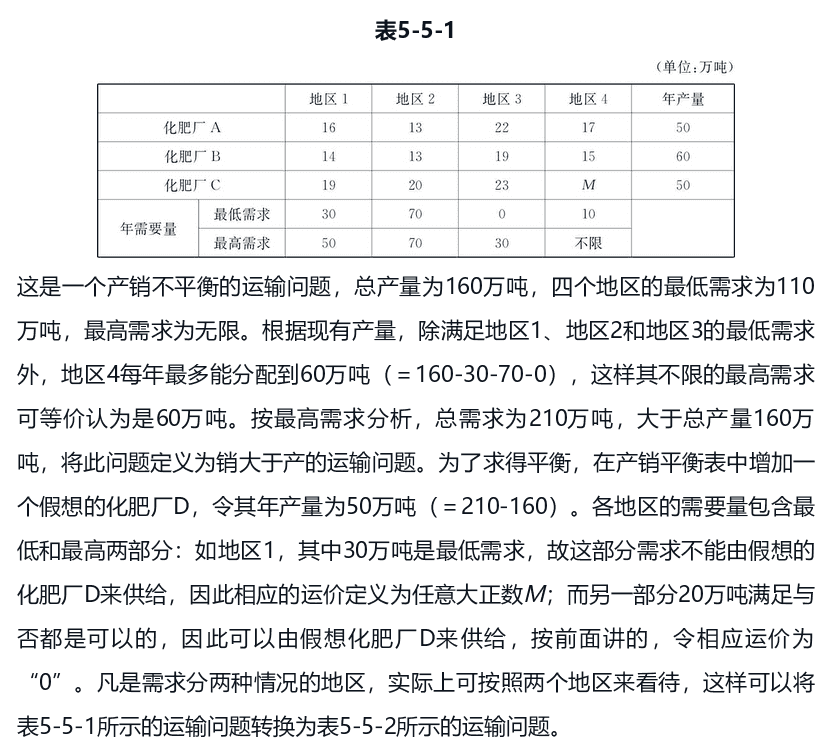 表5-5-1
（单位:万吨）
地区 1 地区 2 地区 3 地区 4 年产量
化肥厂 A 16 13 22 17 50
化肥厂 B 14 13 19 15 60
化肥厂 C 19 20 23 M 50
年需要量 最低需求 30 70 0 10
最高需求 50 70 30 不限
这是一个产销不平衡的运输问题，总产量为160万吨，四个地区的最低需求为110
万吨，最高需求为无限。根据现有产量，除满足地区1、地区2和地区3的最低需求
外，地区4每年最多能分配到60万吨（＝160-30-70-0），这样其不限的最高需求
可等价认为是60万吨。按最高需求分析，总需求为210万吨，大于总产量160万
吨，将此问题定义为销大于产的运输问题。为了求得平衡，在产销平衡表中增加一
个假想的化肥厂D，令其年产量为50万吨（＝210-160）。各地区的需要量包含最
低和最高两部分：如地区1，其中30万吨是最低需求，故这部分需求不能由假想的
化肥厂D来供给，因此相应的运价定义为任意大正数M；而另一部分20万吨满足与
否都是可以的，因此可以由假想化肥厂D来供给，按前面讲的，令相应运价为
“0”。凡是需求分两种情况的地区，实际上可按照两个地区来看待，这样可以将
表5-5-1所示的运输问题转换为表5-5-2所示的运输问题。